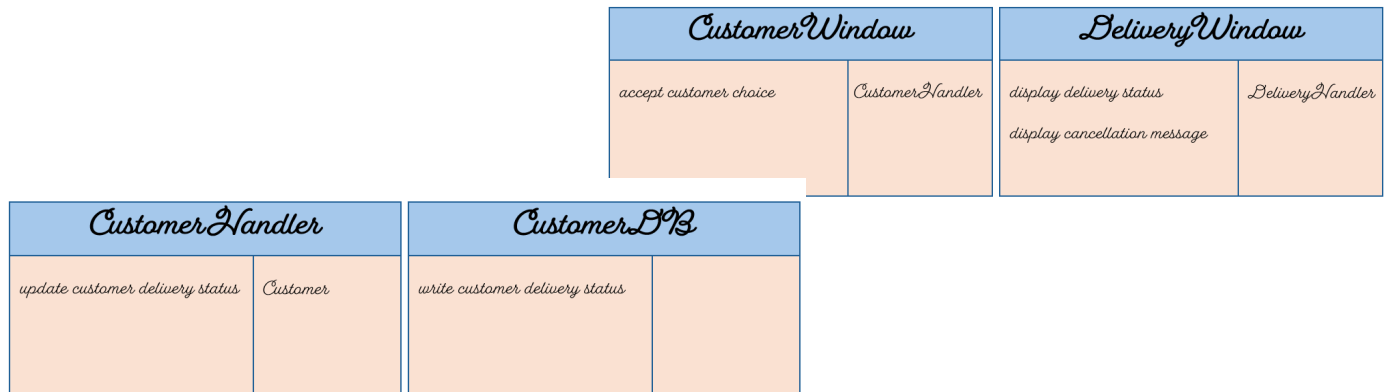 CustomerWindow
accept customer choice
CustomerHandler
DeliveryWindow
display delivery status
display cancellation message
DeliveryHandler
CustomerHandler
update customer delivery status
Customer
CustomerDB
write customer delivery status